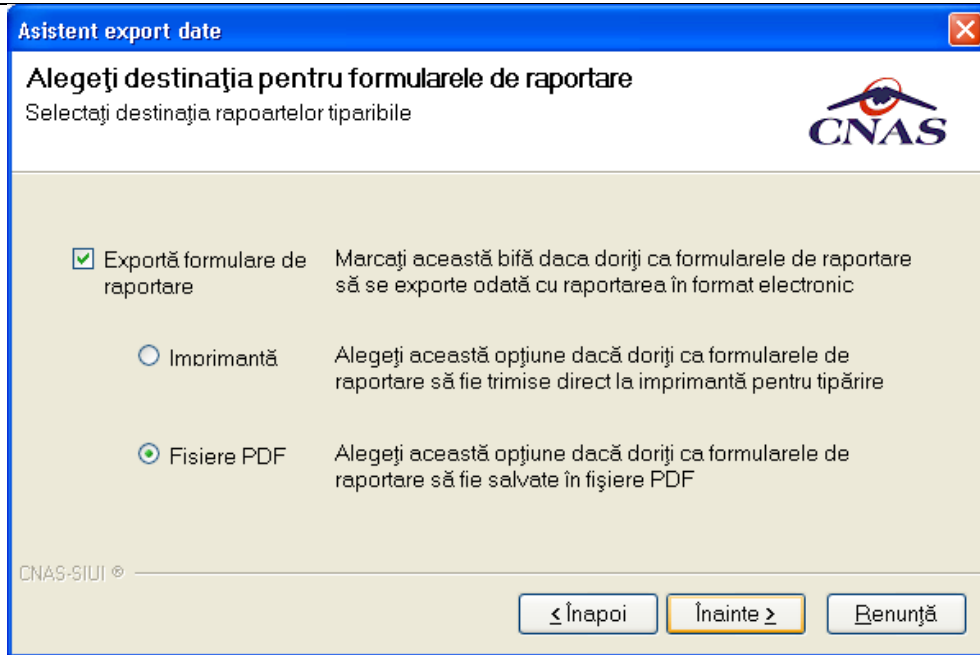 Asistent export date
Alegeţi destinaţia pentru formularele de raportare
Selectaţi destinaţia rapoartelor tiparibile
CNAS
Exportă formulare de
raportare
Marcaţi această bifă daca doriţi ca formularele de raportare
să se exporte odată cu raportarea în format electronic
Imprimantă
Alegeţi această opţiune dacă doriţi ca formularele de
raportare să fie trimise direct la imprimantă pentru tipărire
Fisiere PDF
Alegeţi această opţiune dacă doriţi ca formularele de
raportare să fie salvate în fişiere PDF
CNAS-SIUI ®
< Înapoi
Înainte >
Renunţă